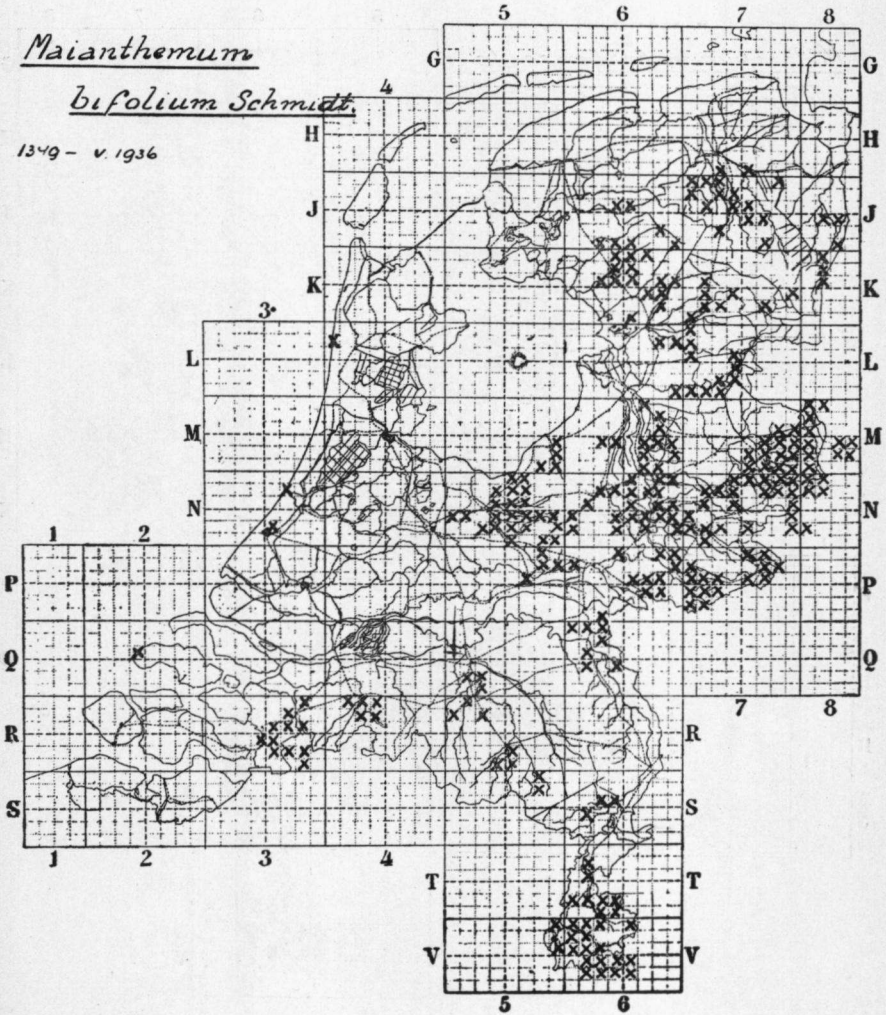 Maianthemum
bifolium Schmidt.
1349 - v. 1936
5 6 7 8
G G
4
H H
J J
K K
3
L L
M M
N N
1 2
P P
Q Q
7 8
R R
S S
1 2 3 4
T T
V V
5 6